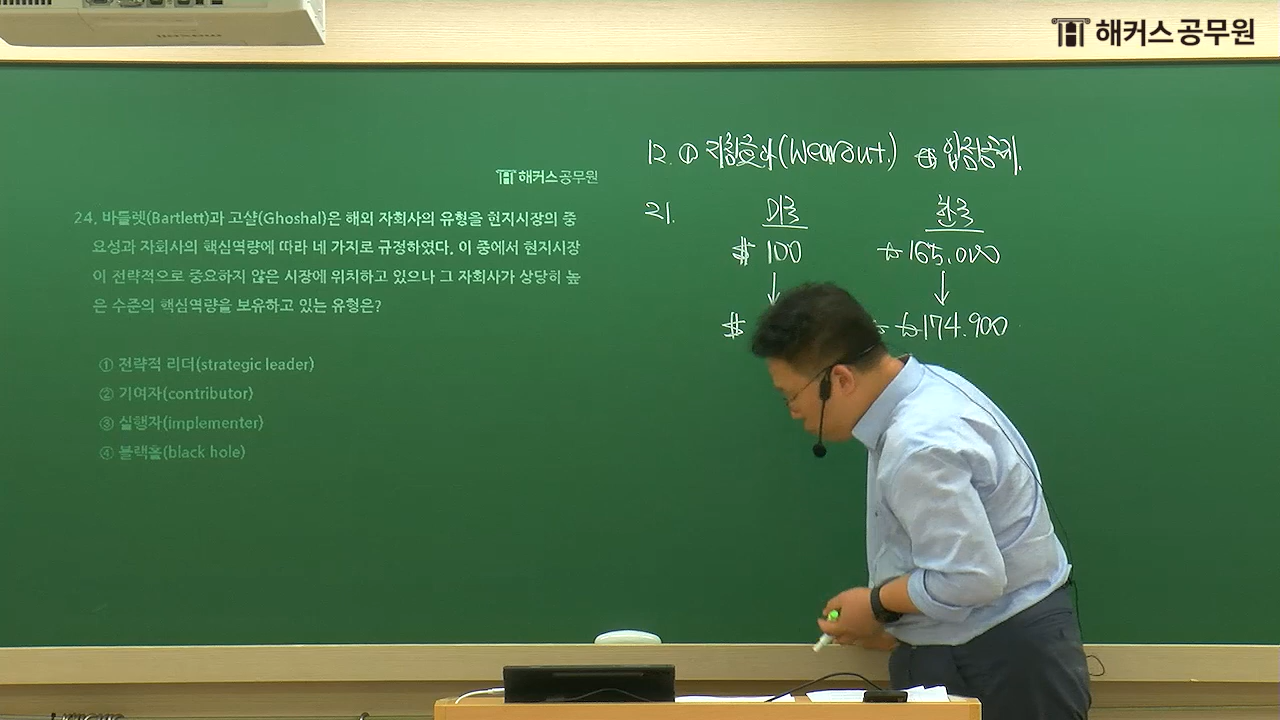 해커스공무원
해커스공무원
24. 바틀렛(Bartlett)과 고샬(Ghoshal)은 해외 자회사의 유형을 현지시장의 중
요성과 자회사의 핵심역량에 따라 네 가지로 규정하였다. 이 중에서 현지시장
이 전략적으로 중요하지 않은 시장에 위치하고 있으나 그 자회사가 상당히 높
은 수준의 핵심역량을 보유하고 있는 유형은?
① 전략적 리더(strategic leader)
② 기여자(contributor)
③ 실행자(implementer)
④ 블랙홀(black hole)
12. ① (Wearout)
21. 미국 한국
$ 100 165,000
$ 174,900